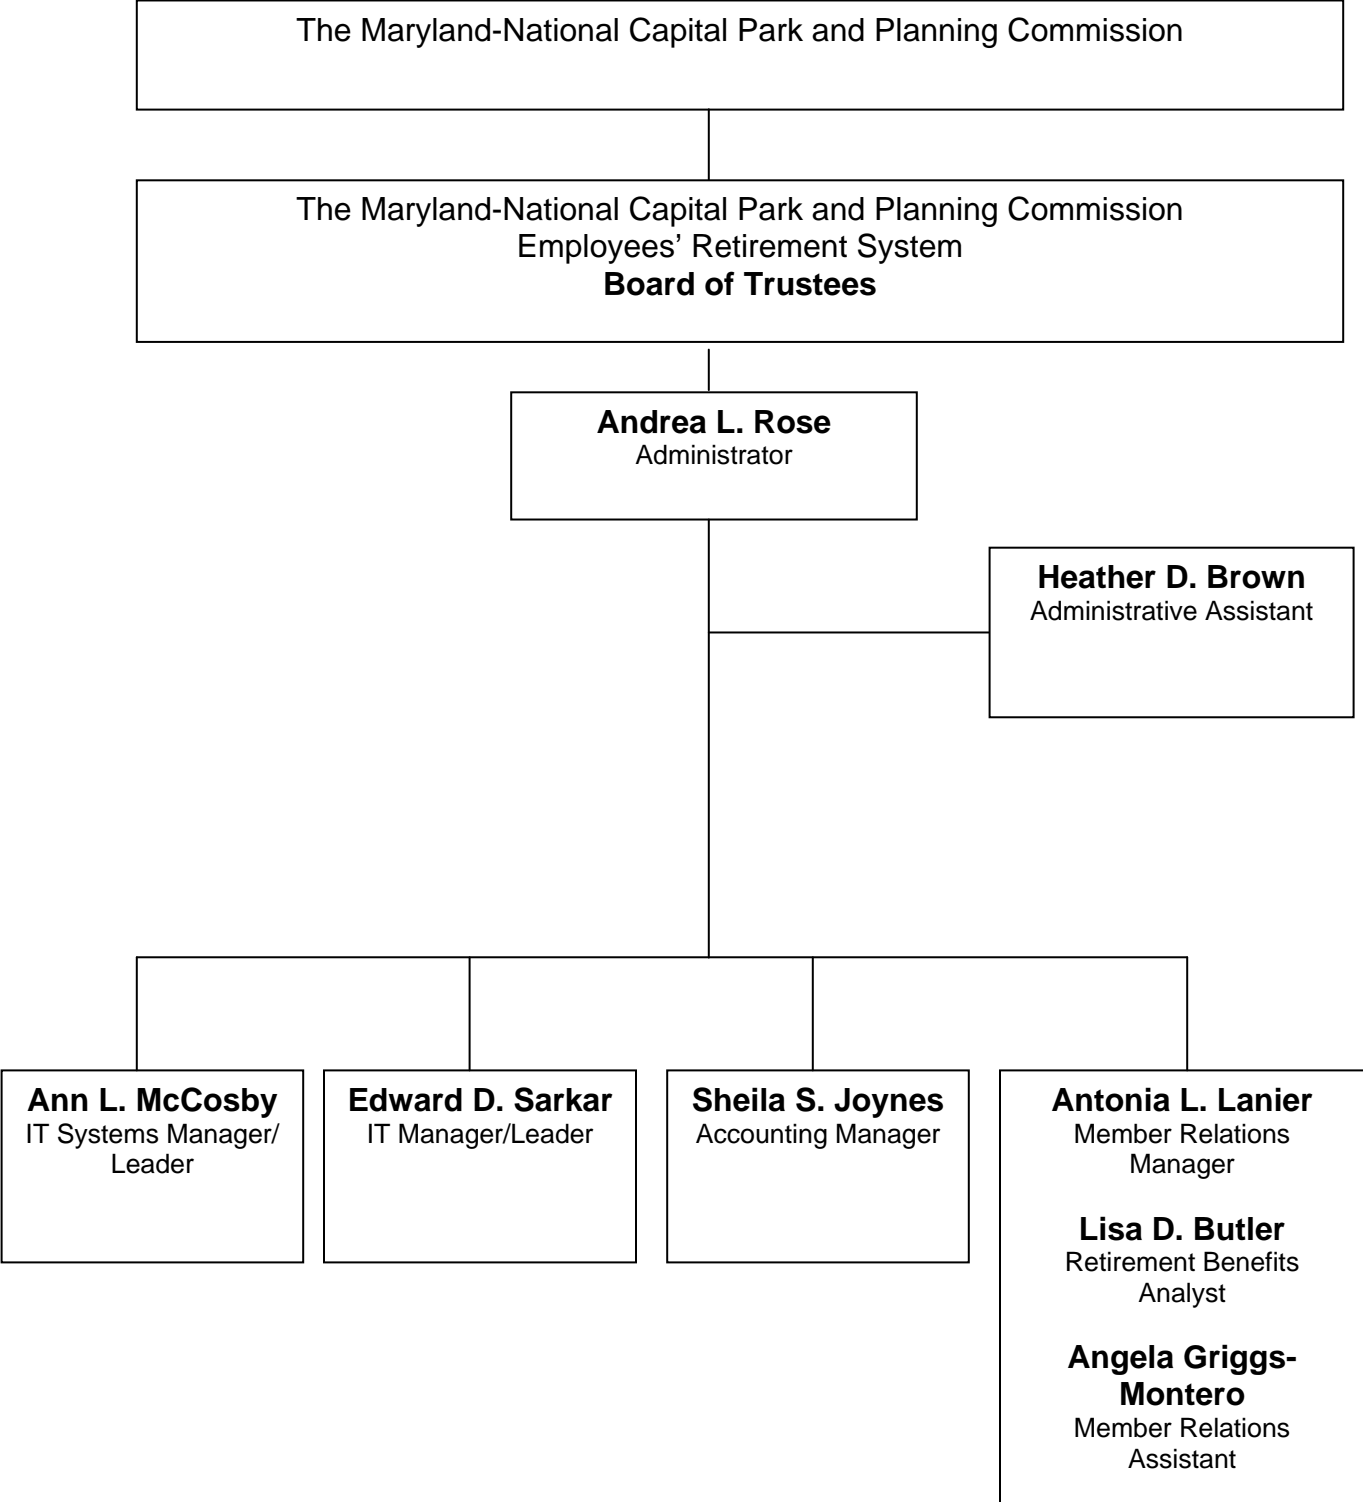 The Maryland-National Capital Park and Planning Commission
The Maryland-National Capital Park and Planning Commission
Employees’ Retirement System
Board of Trustees
Andrea L. Rose
Administrator
Heather D. Brown
Administrative Assistant
Ann L. McCosby
IT Systems Manager/
Leader
Edward D. Sarkar
IT Manager/Leader
Sheila S. Joynes
Accounting Manager
Antonia L. Lanier
Member Relations
Manager
Lisa D. Butler
Retirement Benefits
Analyst
Angela Griggs-
Montero
Member Relations
Assistant